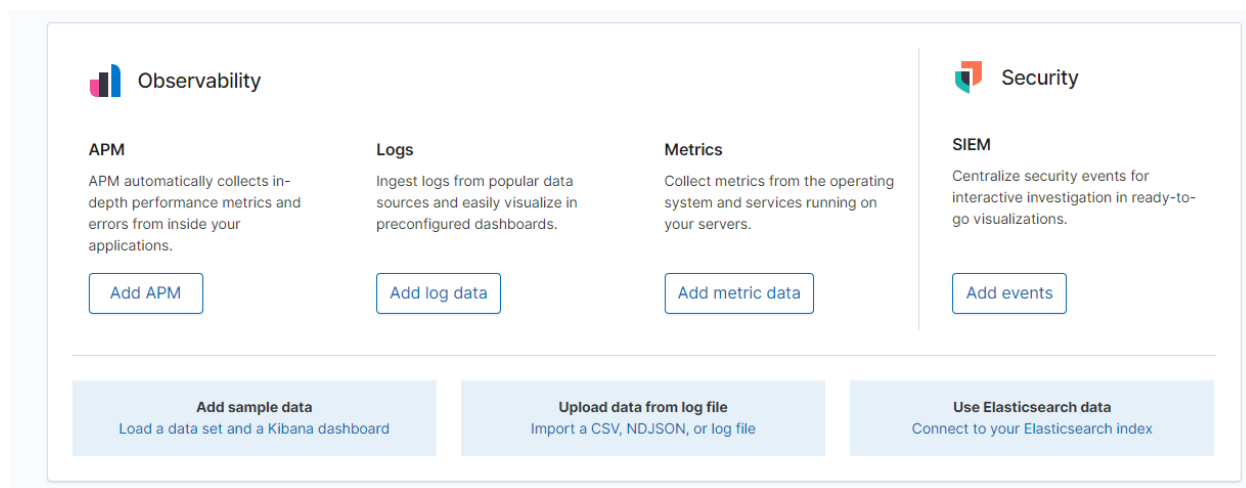 Observability
APM
APM automatically collects in-
depth performance metrics and
errors from inside your
applications.
Add APM
Logs
Ingest logs from popular data
sources and easily visualize in
preconfigured dashboards.
Add log data
Metrics
Collect metrics from the operating
system and services running on
your servers.
Add metric data
Security
SIEM
Centralize security events for
interactive investigation in ready-to-
go visualizations.
Add events
Add sample data
Load a data set and a Kibana dashboard
Upload data from log file
Import a CSV, NDJSON, or log file
Use Elasticsearch data
Connect to your Elasticsearch index